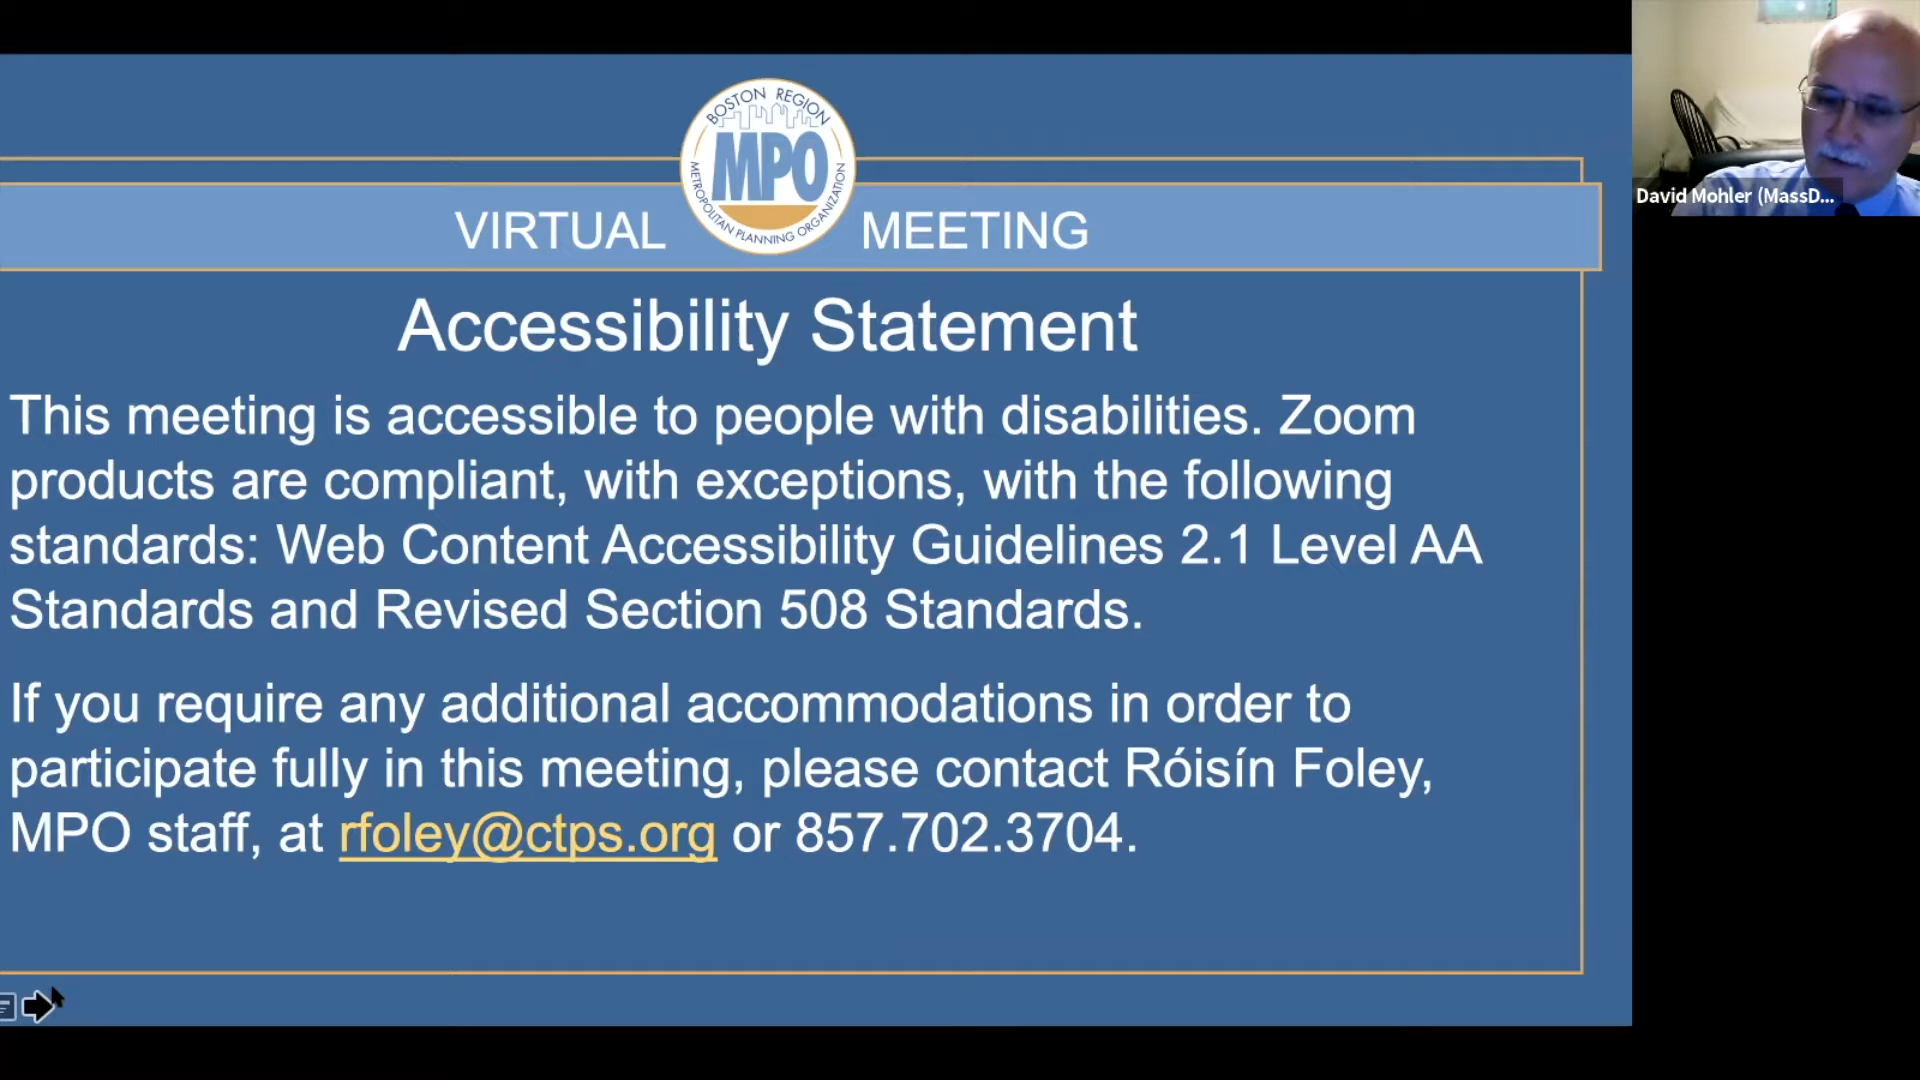 BOSTON REGION
MPO
METROPOLITAN PLANNING ORGANIZATION
VIRTUAL MEETING
Accessibility Statement
This meeting is accessible to people with disabilities. Zoom
products are compliant, with exceptions, with the following
standards: Web Content Accessibility Guidelines 2.1 Level AA
Standards and Revised Section 508 Standards.
If you require any additional accommodations in order to
participate fully in this meeting, please contact Róisín Foley,
MPO staff, at rfoley@ctps.org or 857.702.3704.
David Mohler (MassD...